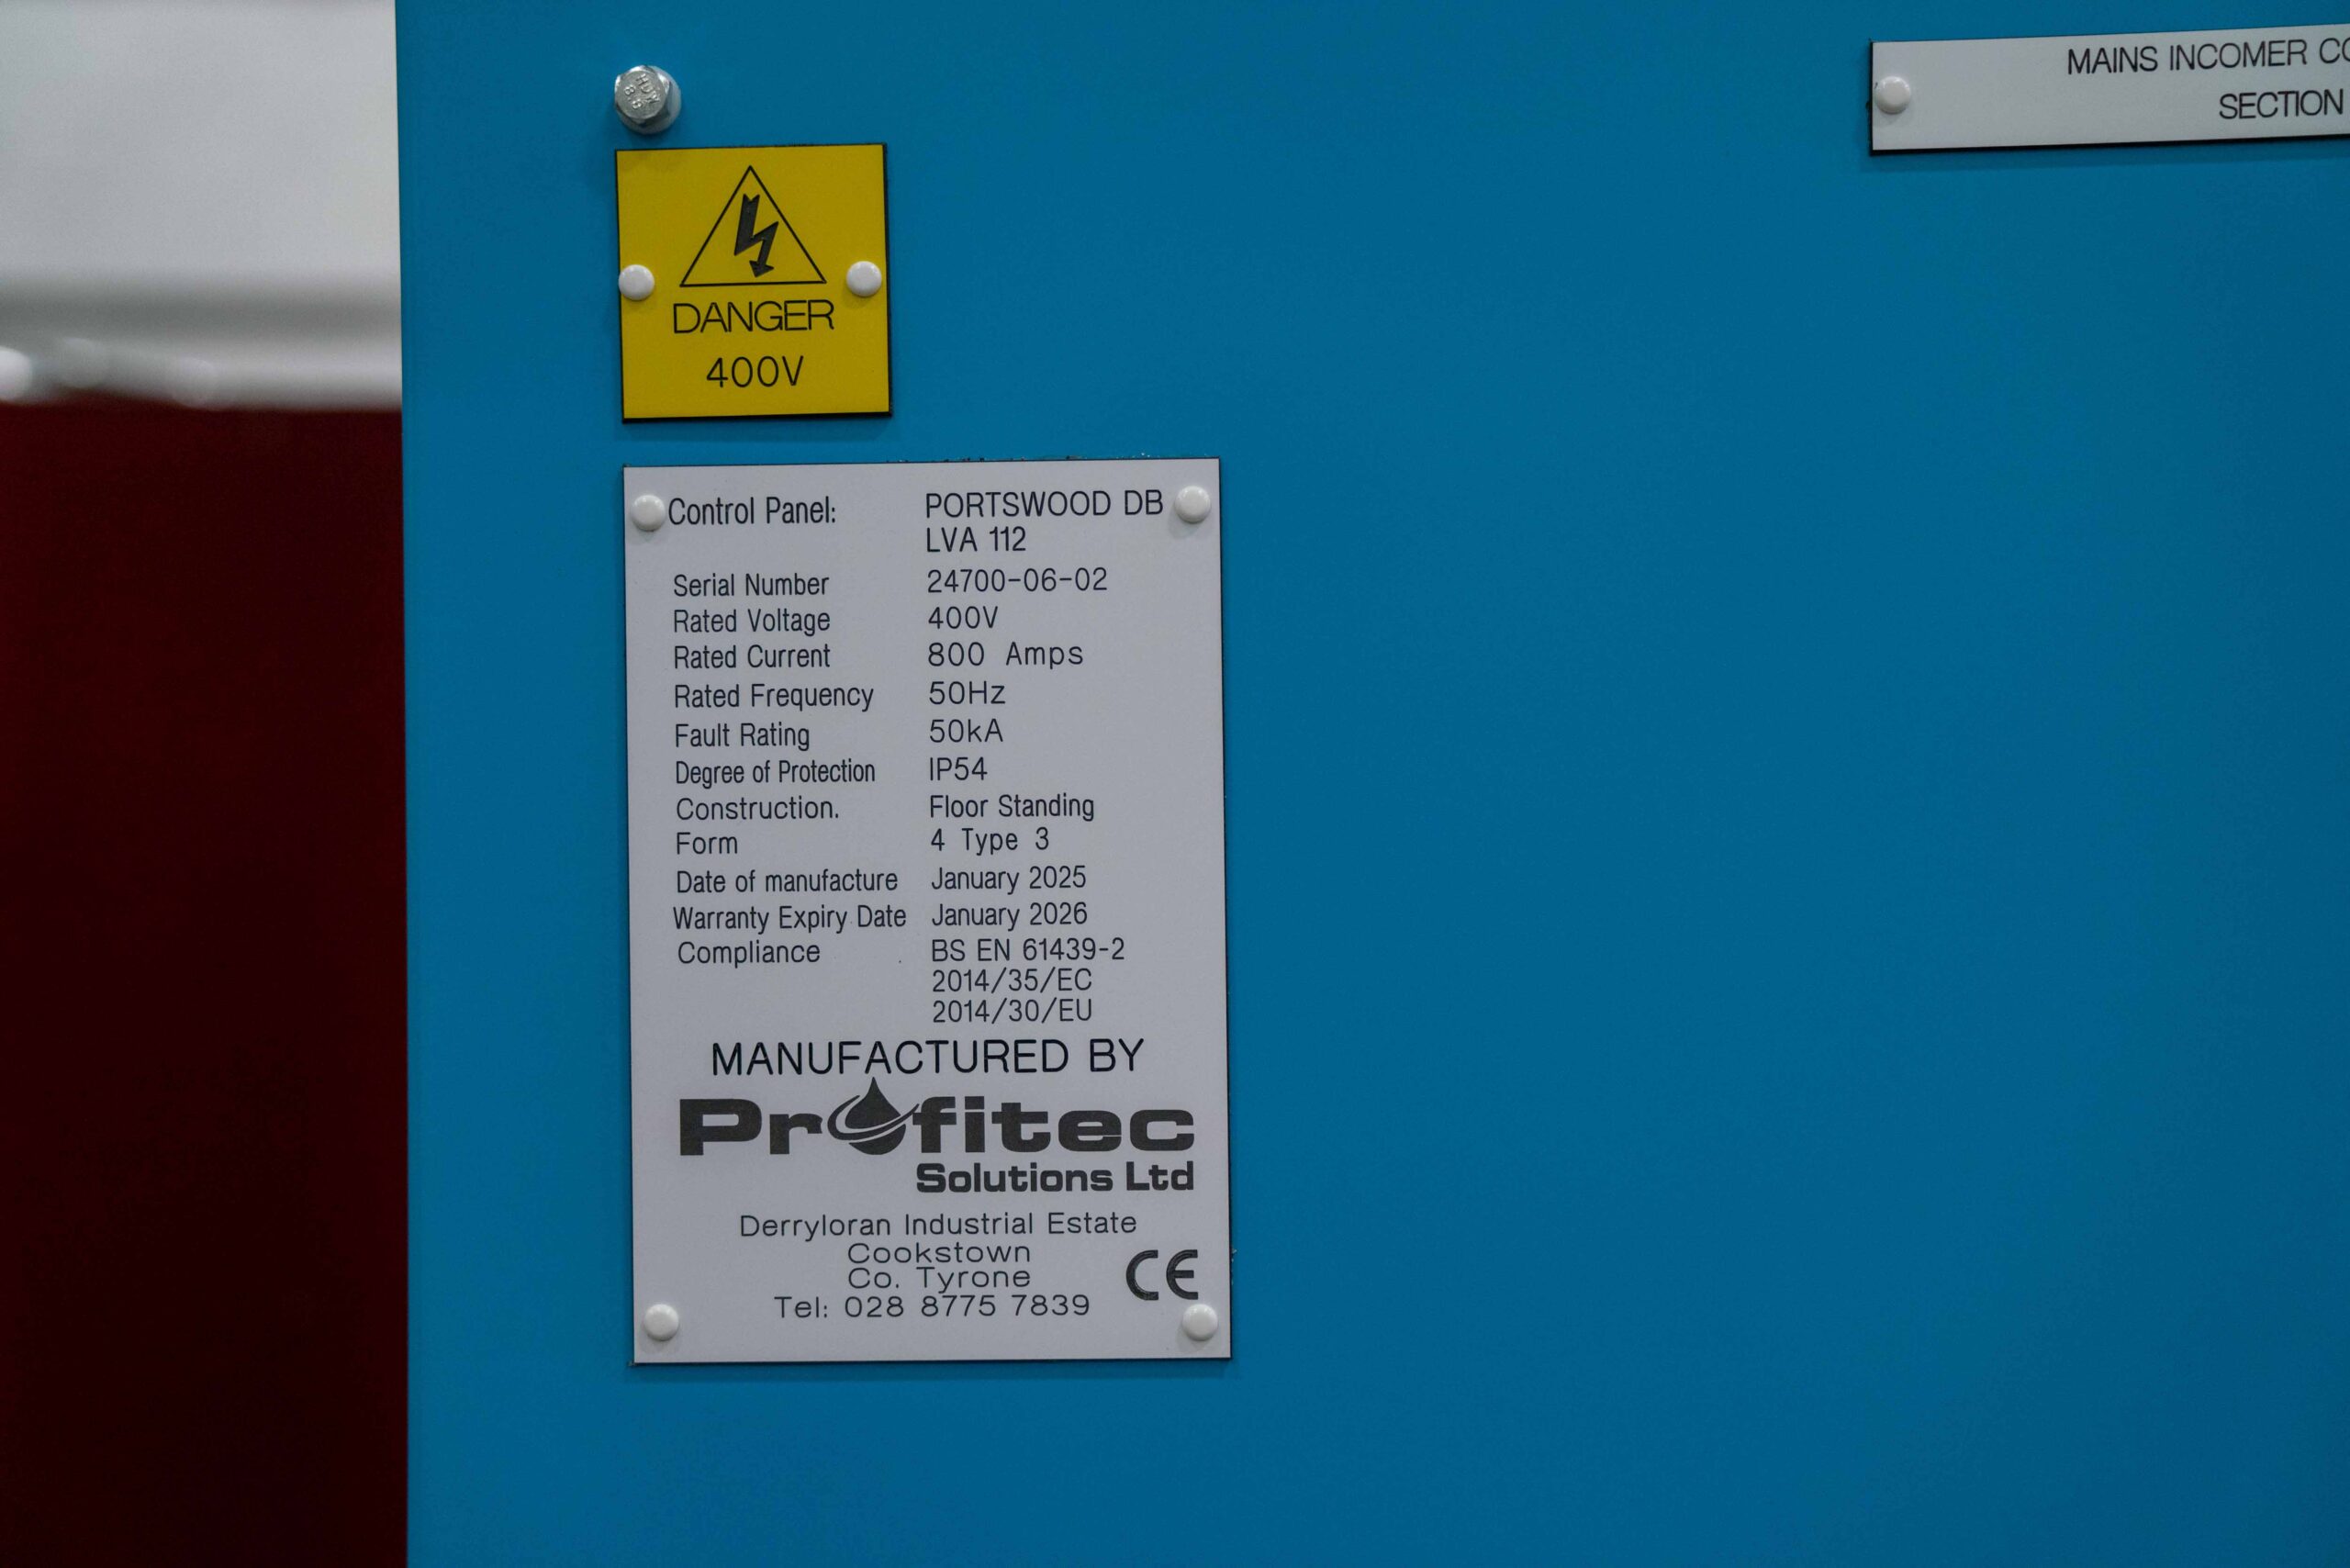 HDW
8.8
DANGER
400V
MAINS INCOMER
SECTION
Control Panel: PORTSWOOD DB
LVA 112
Serial Number 24700-06-02
Rated Voltage 400V
Rated Current 800 Amps
Rated Frequency 50Hz
Fault Rating 50kA
Degree of Protection IP54
Construction. Floor Standing
Form 4 Type 3
Date of manufacture January 2025
Warranty Expiry Date January 2026
Compliance BS EN 61439-2
2014/35/EC
2014/30/EU
MANUFACTURED BY
Profitec
Solutions Ltd
Derryloran Industrial Estate
Cookstown
Co. Tyrone
CE
Tel: 028 8775 7839